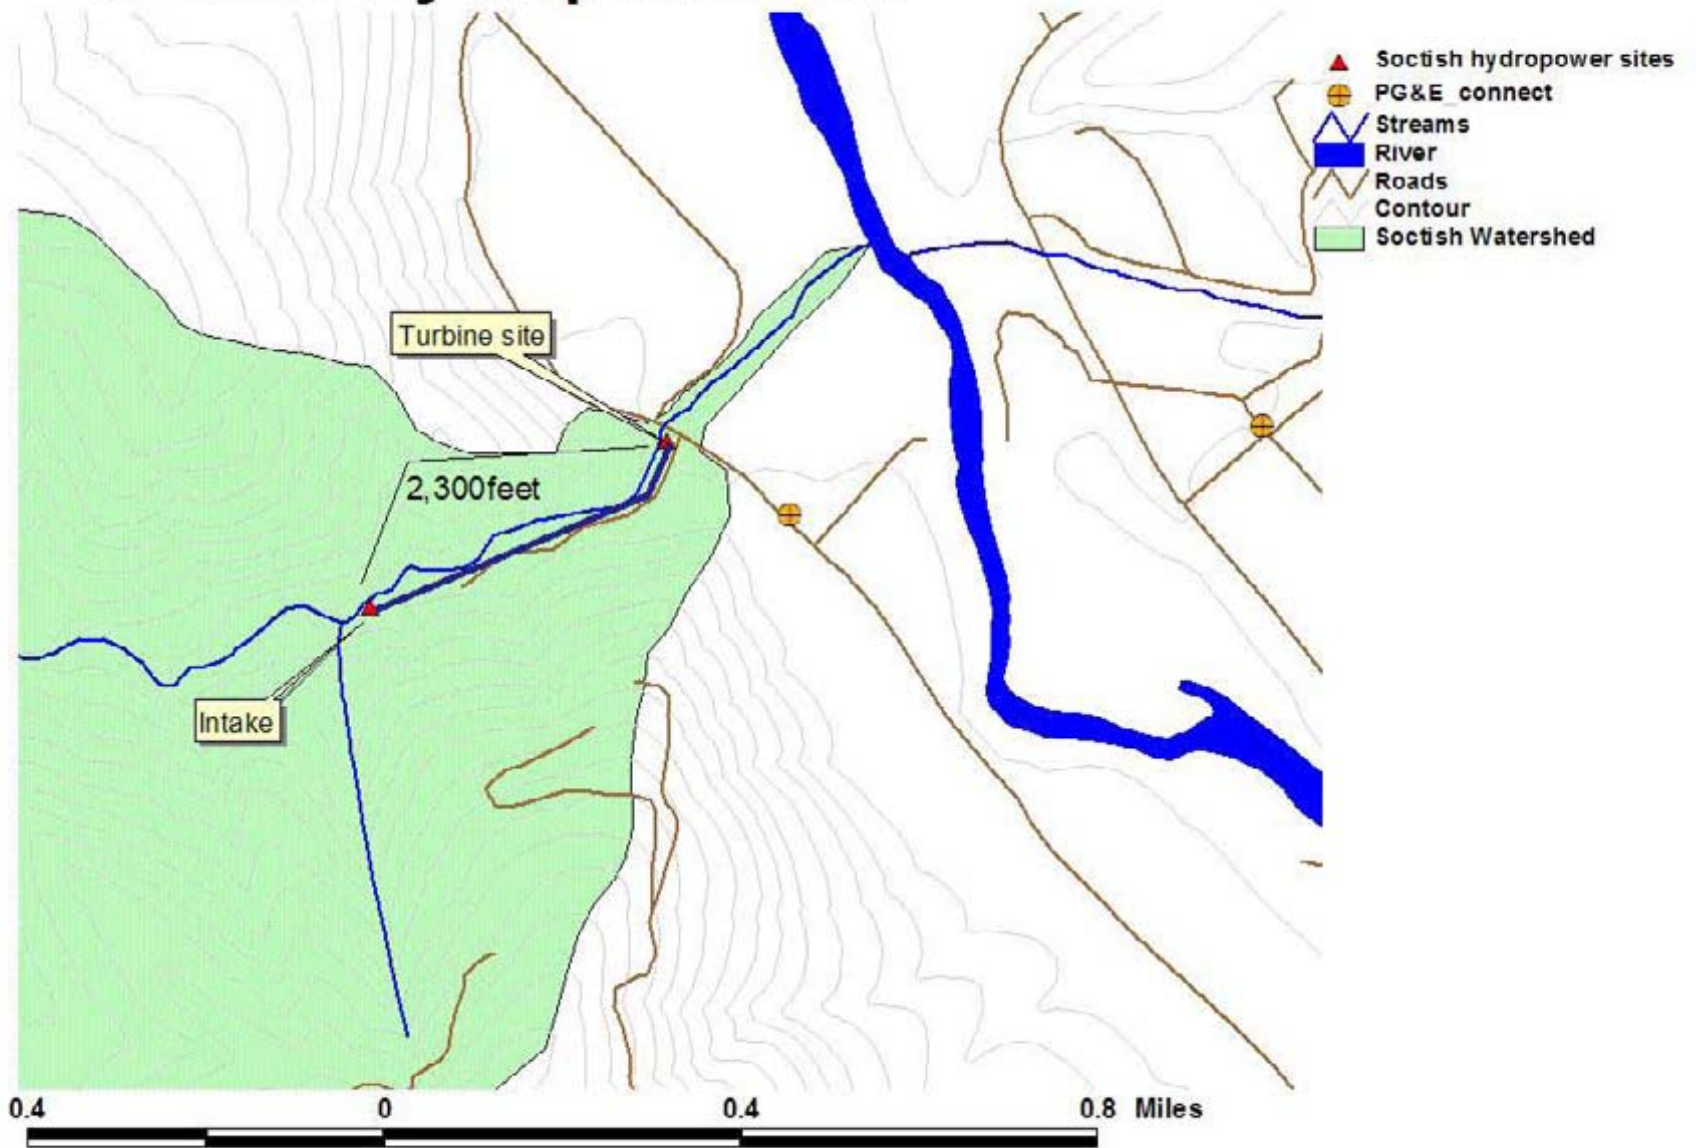 Soctish hydropower sites
PG&E_connect
Streams
River
Roads
Contour
Soctish Watershed
Turbine site
2,300feet
Intake
0.4 0 0.4 0.8 Miles